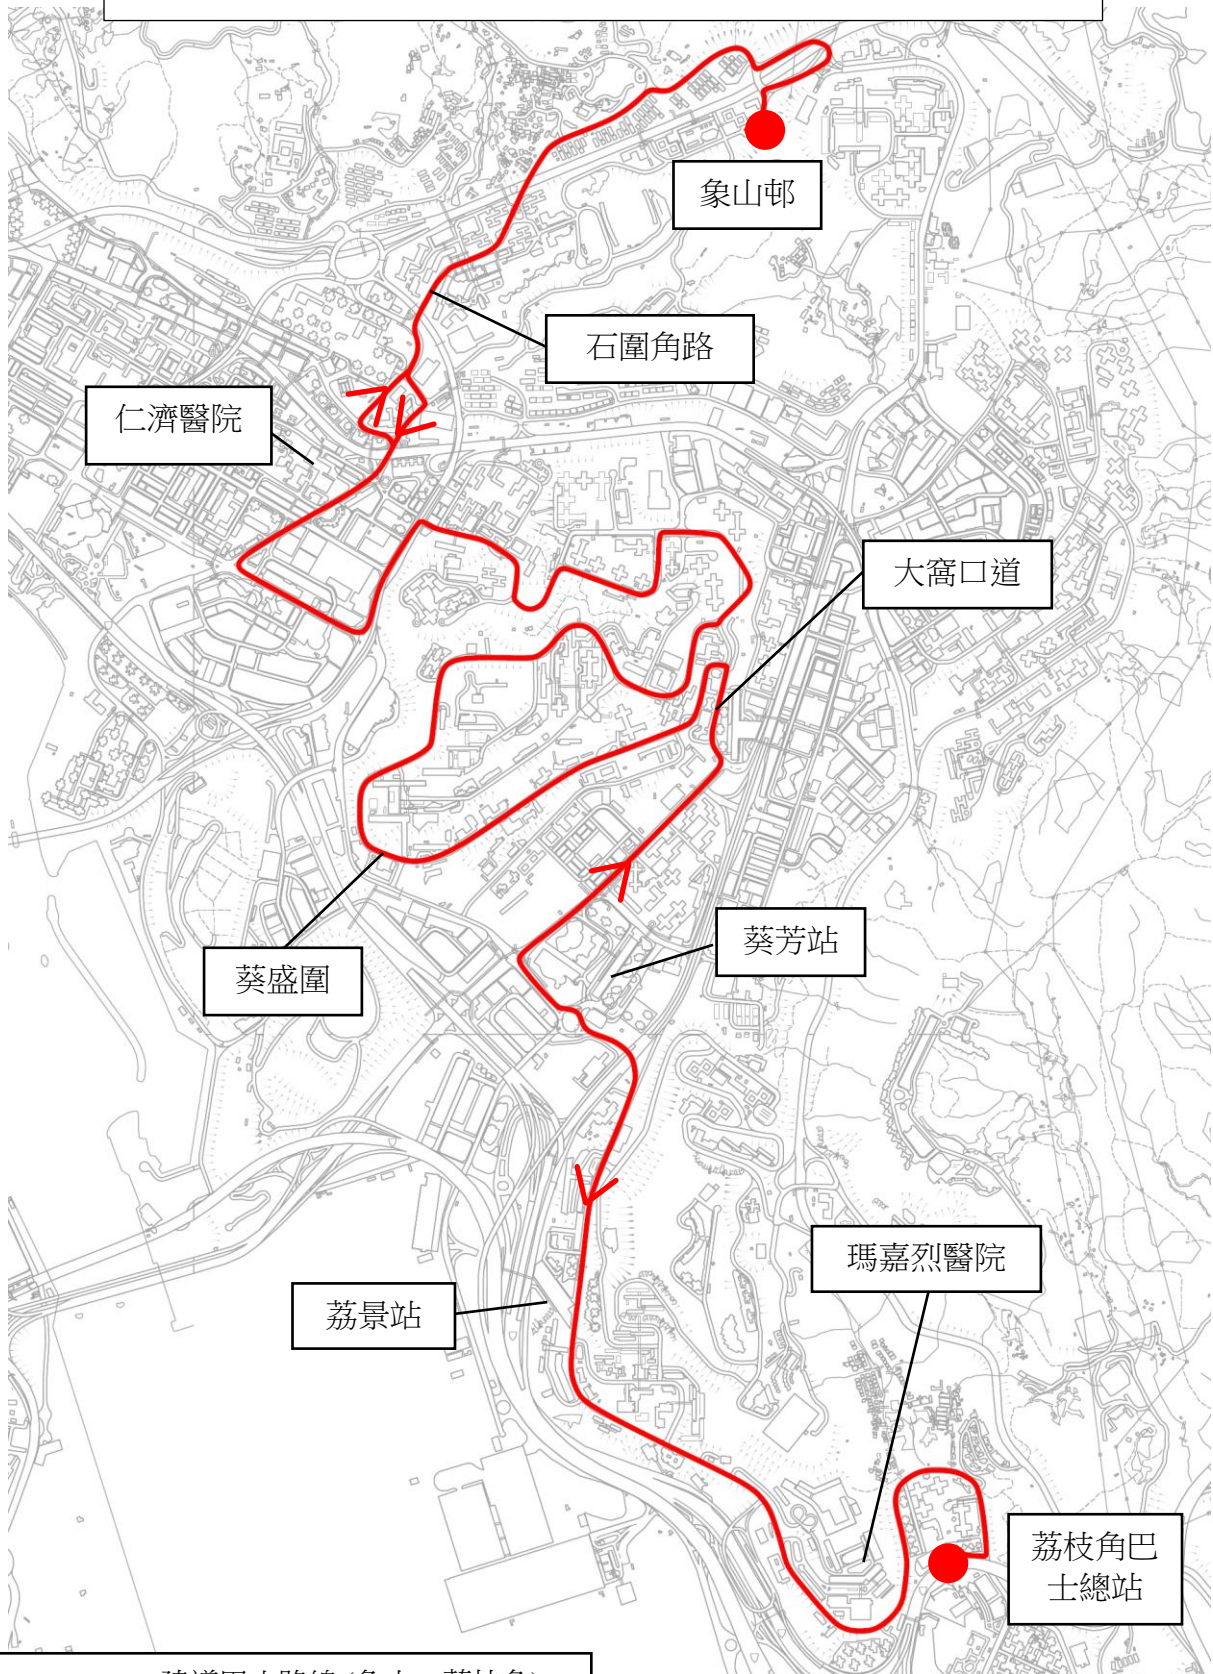 象山邨
石圍角路
仁濟醫院
大窩口道
葵芳站
葵盛圍
瑪嘉烈醫院
荔景站
荔枝角巴
士總站